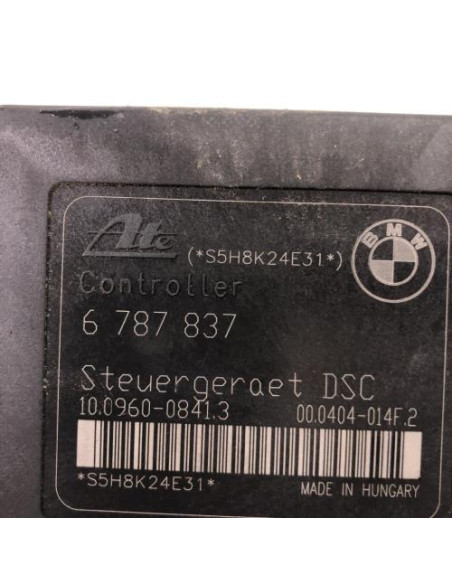 Ate (*S5H8K24E31*) BMW
Controller
6 787 837
Steuergeraet DSC
10.0960-0841.3 00.0404-014F.2
*S5H8K24E31* MADE IN HUNGARY